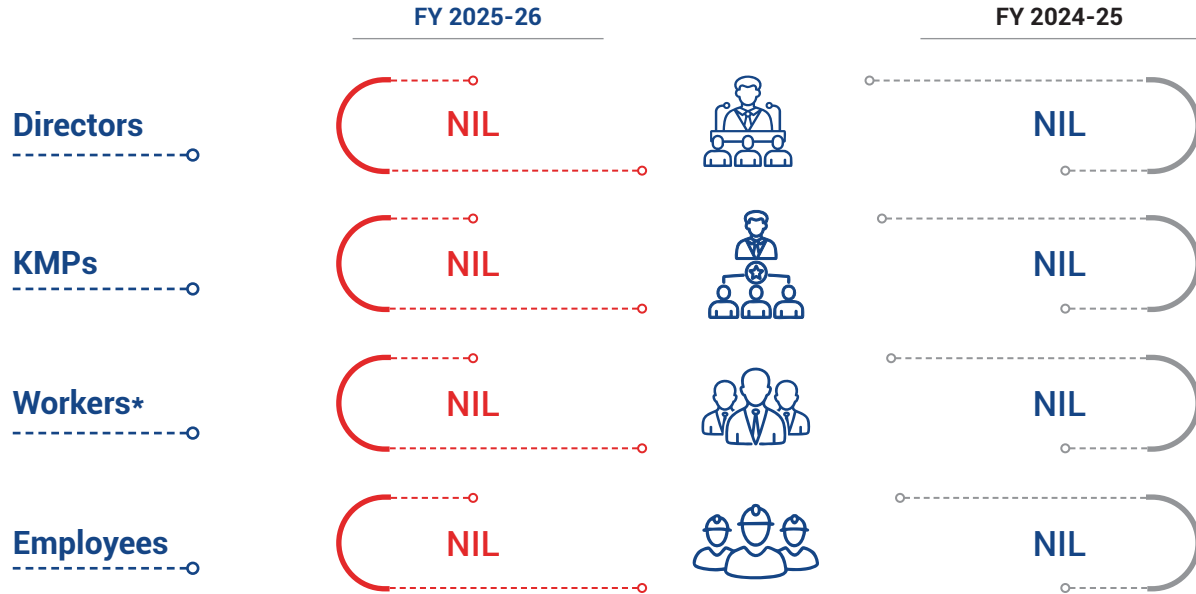 FY 2025-26 FY 2024-25
Directors NIL NIL
KMPs NIL NIL
Workers* NIL NIL
Employees NIL NIL